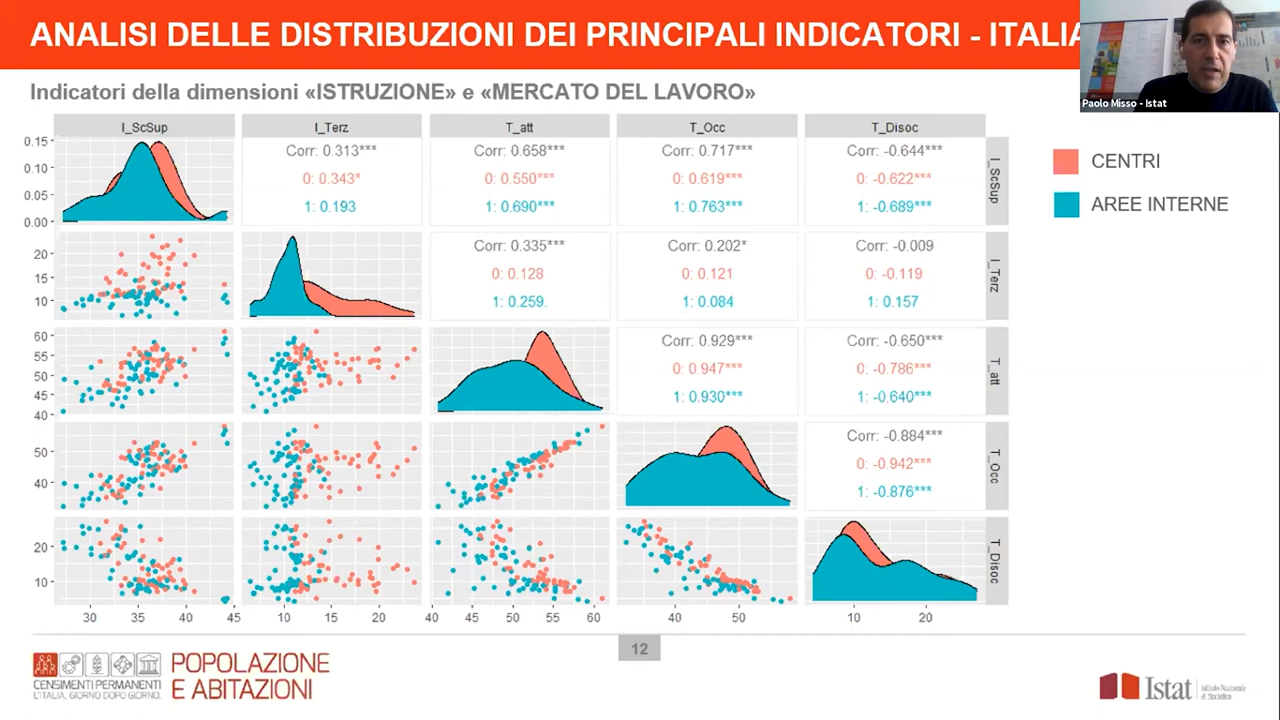 ANALISI DELLE DISTRIBUZIONI DEI PRINCIPALI INDICATORI - ITALIA
Paolo Misso - Istat
Indicatori della dimensioni «ISTRUZIONE» e «MERCATO DEL LAVORO»
I_ScSup I_Terz T_att T_Occ T_Disoc
CENTRI
AREE INTERNE
0.15
0.10
0.05
0.00
Corr: 0.313*** Corr: 0.658*** Corr: 0.717*** Corr: -0.644***
0: 0.343* 0: 0.550*** 0: 0.619*** 0: -0.622***
1: 0.193 1: 0.690*** 1: 0.763*** 1: -0.689***
I_ScSup
20
15
10
Corr: 0.335*** Corr: 0.202* Corr: -0.009
0: 0.128 0: 0.121 0: -0.119
1: 0.259. 1: 0.084 1: 0.157
I_Terz
60
55
50
45
40
Corr: 0.929*** Corr: -0.650***
0: 0.947*** 0: -0.786***
1: 0.930*** 1: -0.640***
T_att
50
40
Corr: -0.884***
0: -0.942***
1: -0.876***
T_Occ
20
10
T_Disoc
30 35 40 45 10 15 20 40 45 50 55 60 40 50 10 20
12
POPOLAZIONE
E ABITAZIONI
CENSIMENTI PERMANENTI
L'ITALIA, GIORNO DOPO GIORNO.
Istat
Istituto Nazionale
di Statistica